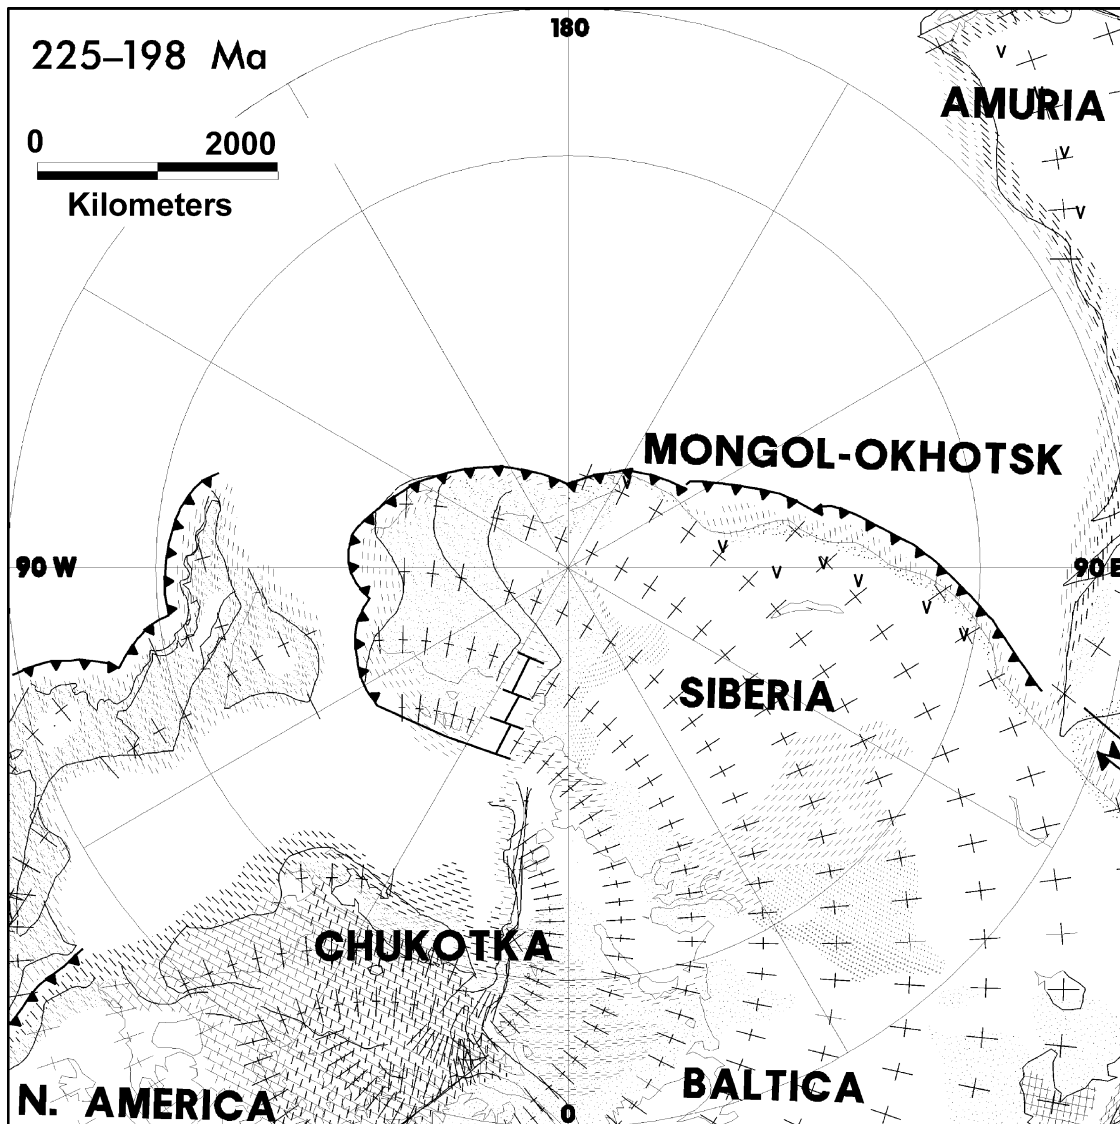 180
225–198 Ma
AMURIA
0 2000
Kilometers
MONGOL-OKHOTSK
90 W
90 E
SIBERIA
CHUKOTKA
N. AMERICA
BALTICA
0
v
v
v
v
v
v
v
v
v
v